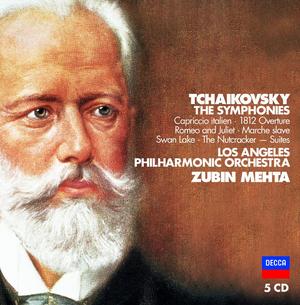 TCHAIKOVSKY
THE SYMPHONIES
Capriccio italien · 1812 Overture
Romeo and Juliet · Marche slave
Swan Lake · The Nutcracker — Suites
LOS ANGELES
PHILHARMONIC ORCHESTRA
ZUBIN MEHTA
DECCA
5 CD